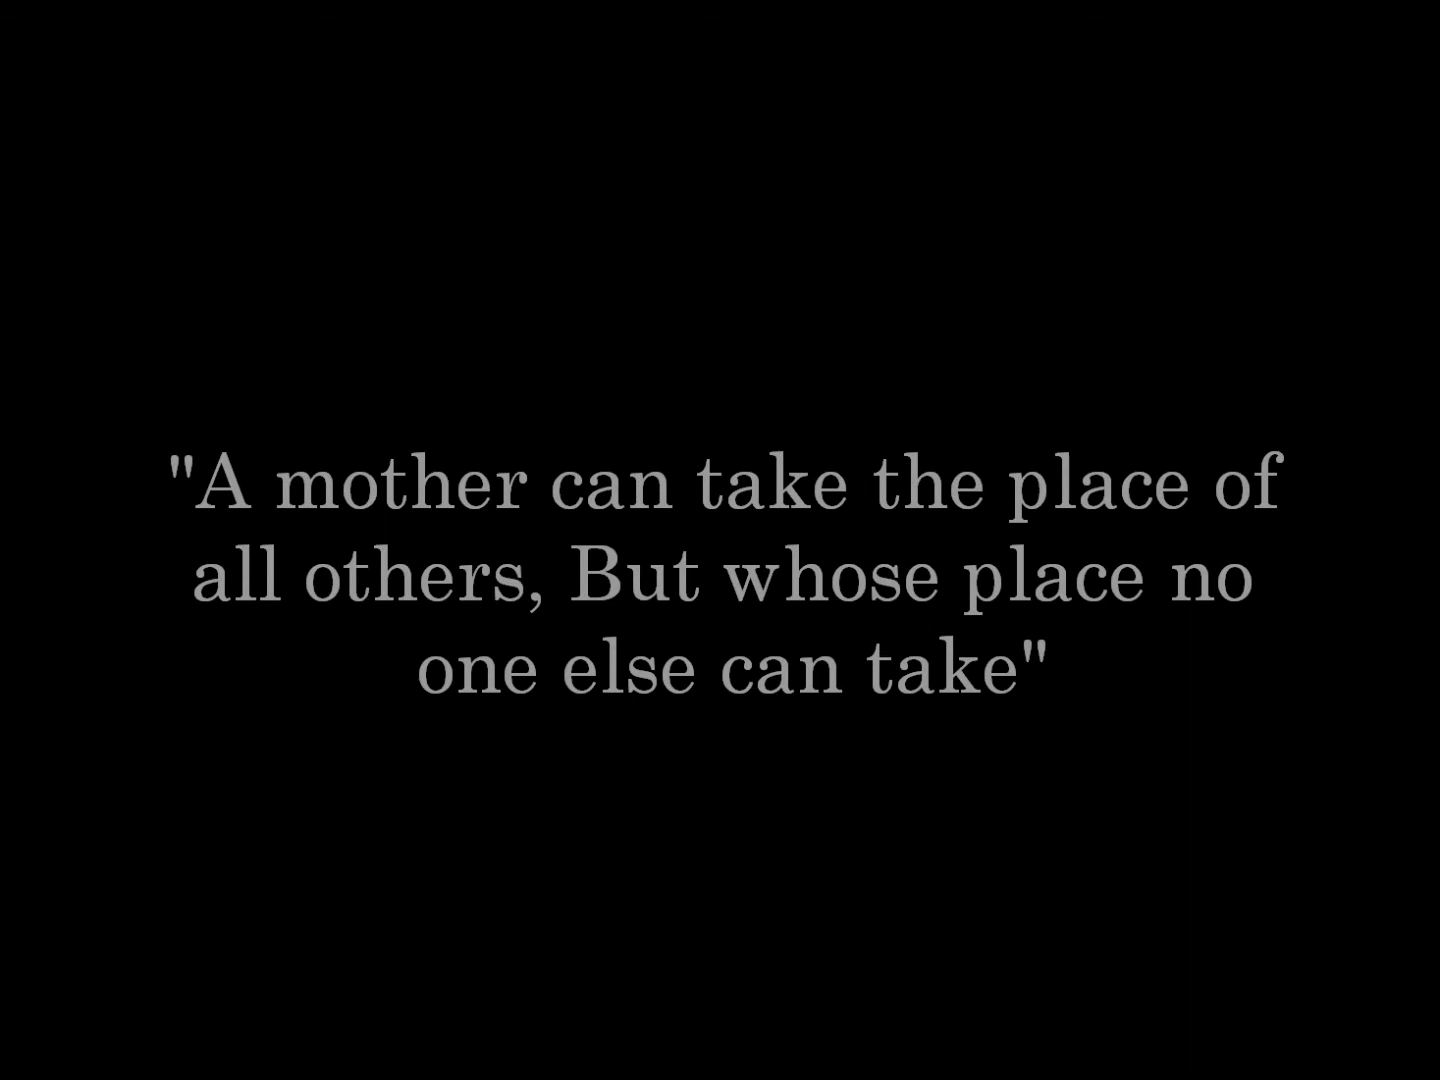 "A mother can take the place of
all others, But whose place no
one else can take"